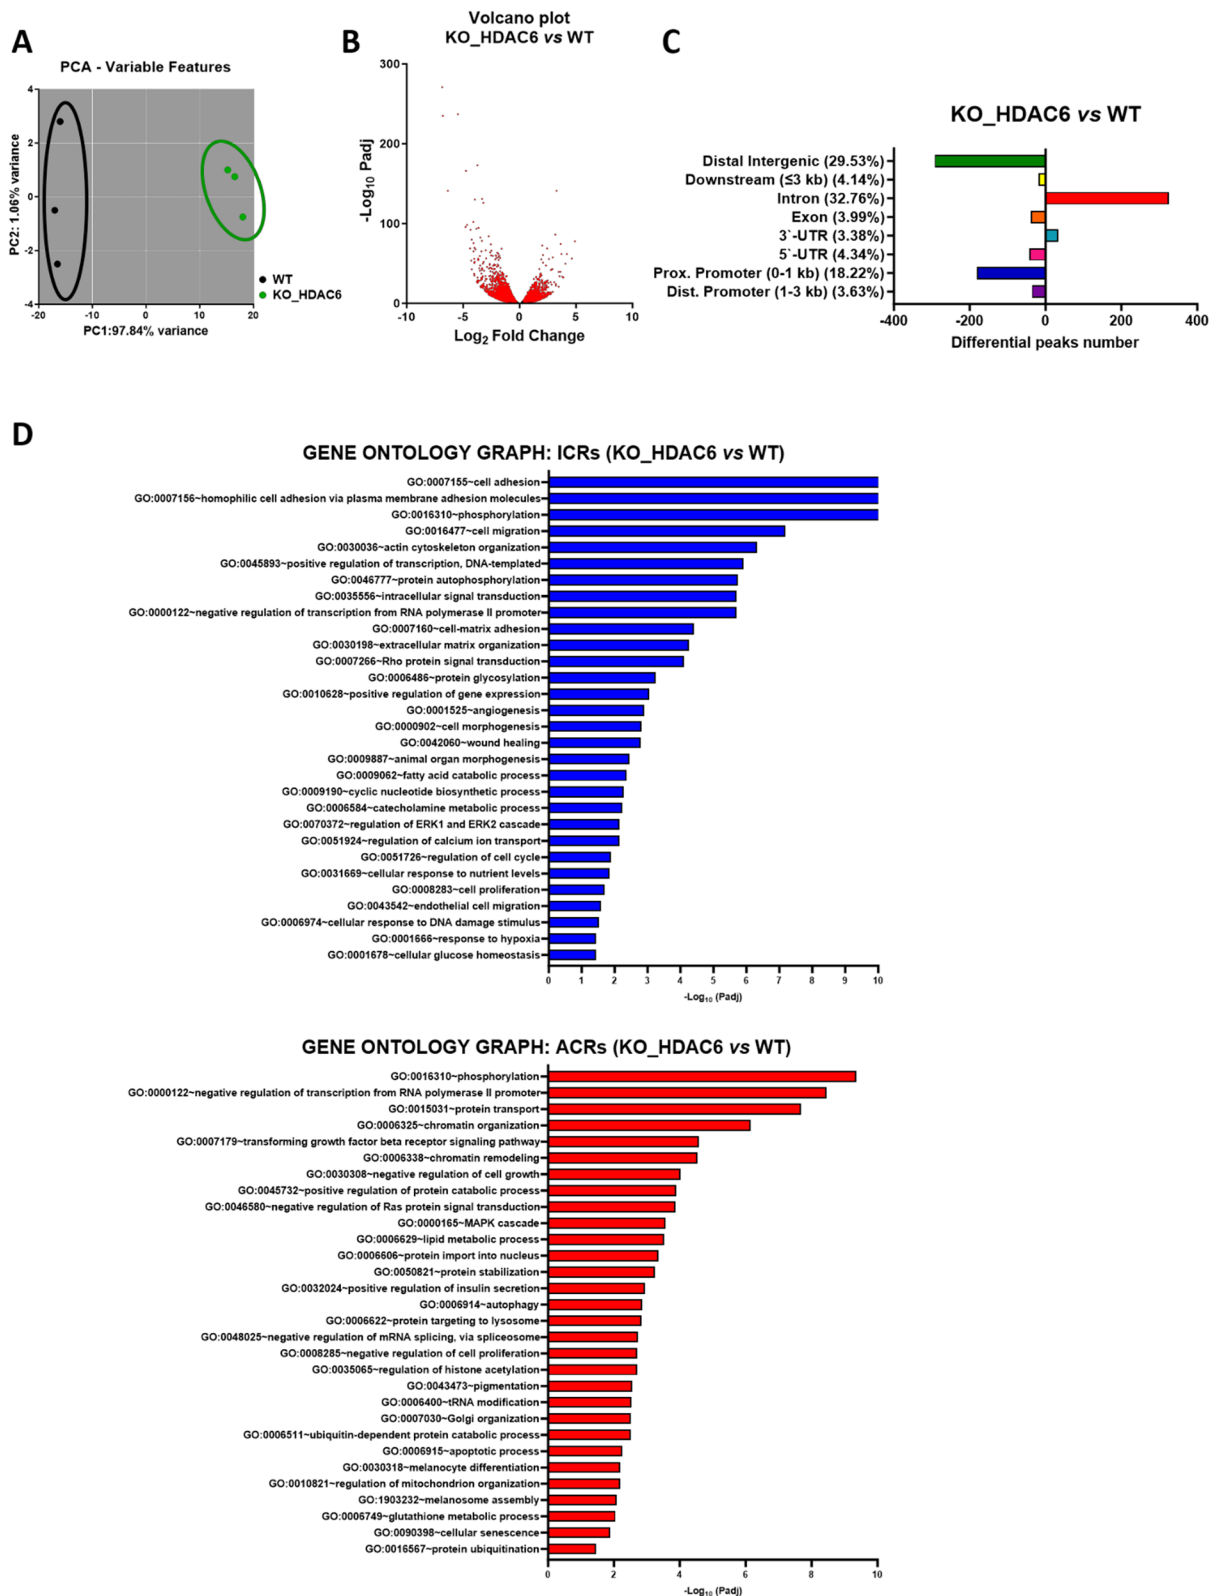 A
PCA - Variable Features
PC2: 1.06% variance
4
2
0
-2
-4
-20
-10
0
10
20
PC1:97.84% variance
WT
KO_HDAC6
B
Volcano plot
KO_HDAC6 vs WT
-Log10 Padj
300
200
100
0
-10
-5
0
5
10
Log2 Fold Change
C
KO_HDAC6 vs WT
Distal Intergenic (29.53%)
Downstream (≤3 kb) (4.14%)
Intron (32.76%)
Exon (3.99%)
3`-UTR (3.38%)
5`-UTR (4.34%)
Prox. Promoter (0-1 kb) (18.22%)
Dist. Promoter (1-3 kb) (3.63%)
-400
-200
0
200
400
Differential peaks number
D
GENE ONTOLOGY GRAPH: ICRs (KO_HDAC6 vs WT)
GO:0007155~cell adhesion
GO:0007156~homophilic cell adhesion via plasma membrane adhesion molecules
GO:0016310~phosphorylation
GO:0016477~cell migration
GO:0030036~actin cytoskeleton organization
GO:0045893~positive regulation of transcription, DNA-templated
GO:0046777~protein autophosphorylation
GO:0035556~intracellular signal transduction
GO:0000122~negative regulation of transcription from RNA polymerase II promoter
GO:0007160~cell-matrix adhesion
GO:0030198~extracellular matrix organization
GO:0007266~Rho protein signal transduction
GO:0006486~protein glycosylation
GO:0010628~positive regulation of gene expression
GO:0001525~angiogenesis
GO:0000902~cell morphogenesis
GO:0042060~wound healing
GO:0009887~animal organ morphogenesis
GO:0009062~fatty acid catabolic process
GO:0009190~cyclic nucleotide biosynthetic process
GO:0006584~catecholamine metabolic process
GO:0070372~regulation of ERK1 and ERK2 cascade
GO:0051924~regulation of calcium ion transport
GO:0051726~regulation of cell cycle
GO:0031669~cellular response to nutrient levels
GO:0008283~cell proliferation
GO:0043542~endothelial cell migration
GO:0006974~cellular response to DNA damage stimulus
GO:0001666~response to hypoxia
GO:0001678~cellular glucose homeostasis
0 1 2 3 4 5 6 7 8 9 10
-Log10 (Padj)
GENE ONTOLOGY GRAPH: ACRs (KO_HDAC6 vs WT)
GO:0016310~phosphorylation
GO:0000122~negative regulation of transcription from RNA polymerase II promoter
GO:0015031~protein transport
GO:0006325~chromatin organization
GO:0007179~transforming growth factor beta receptor signaling pathway
GO:0006338~chromatin remodeling
GO:0030308~negative regulation of cell growth
GO:0045732~positive regulation of protein catabolic process
GO:0046580~negative regulation of Ras protein signal transduction
GO:0000165~MAPK cascade
GO:0006629~lipid metabolic process
GO:0006606~protein import into nucleus
GO:0050821~protein stabilization
GO:0032024~positive regulation of insulin secretion
GO:0006914~autophagy
GO:0006622~protein targeting to lysosome
GO:0048025~negative regulation of mRNA splicing, via spliceosome
GO:0008285~negative regulation of cell proliferation
GO:0035065~regulation of histone acetylation
GO:0043473~pigmentation
GO:0006400~tRNA modification
GO:0007030~Golgi organization
GO:0006511~ubiquitin-dependent protein catabolic process
GO:0006915~apoptotic process
GO:0030318~melanocyte differentiation
GO:0010821~regulation of mitochondrion organization
GO:1903232~melanosome assembly
GO:0006749~glutathione metabolic process
GO:0090398~cellular senescence
GO:0016567~protein ubiquitination
0 2 4 6 8 10
-Log10 (Padj)